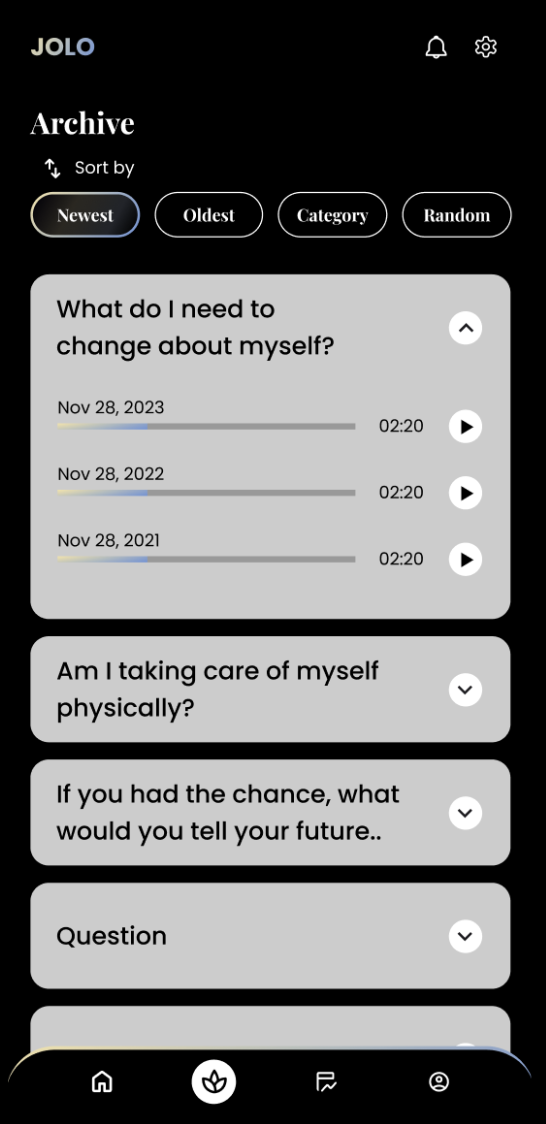 JOLO
Archive
Sort by
Newest
Oldest
Category
Random
What do I need to
change about myself?
Nov 28, 2023
02:20
Nov 28, 2022
02:20
Nov 28, 2021
02:20
Am I taking care of myself
physically?
If you had the chance, what
would you tell your future..
Question